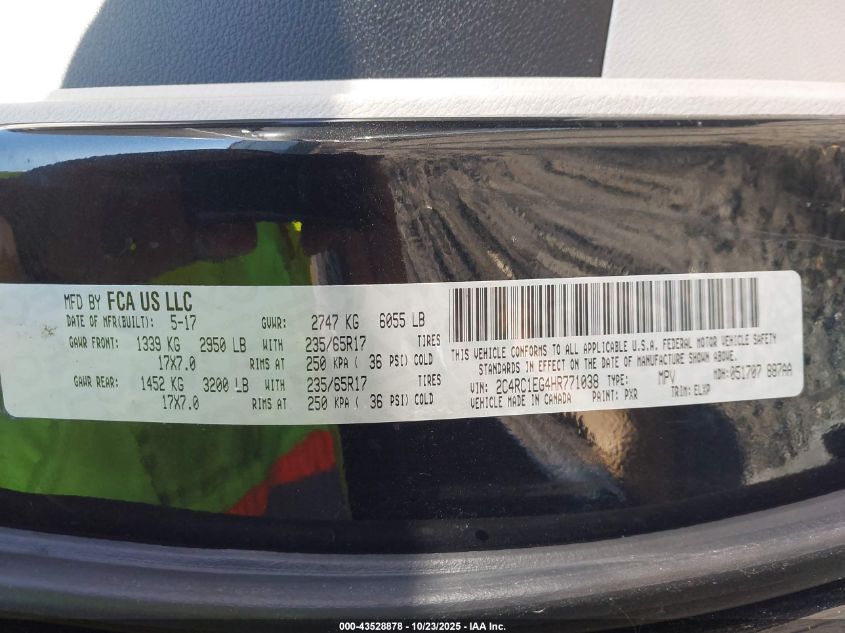 MFD BY FCA US LLC
DATE OF MFR(BUILT): 5-17 GVWR: 2747 KG 6055 LB
GAWR FRONT: 1339 KG 2950 LB WITH 235/65R17 TIRES
17X7.0 RIMS AT 250 KPA ( 36 PSI) COLD
GAWR REAR: 1452 KG 3200 LB WITH 235/65R17 TIRES
17X7.0 RIMS AT 250 KPA ( 36 PSI) COLD
THIS VEHICLE CONFORMS TO ALL APPLICABLE U.S.A. FEDERAL MOTOR VEHICLE SAFETY
STANDARDS IN EFFECT ON THE DATE OF MANUFACTURE SHOWN ABOVE.
VIN: 2C4RC1EG4HR771038 TYPE: MPV MDH: 051707 887AA
VEHICLE MADE IN CANADA PAINT: PXR TRIM: ELXP
000-43528878 - 10/23/2025 - IAA Inc.